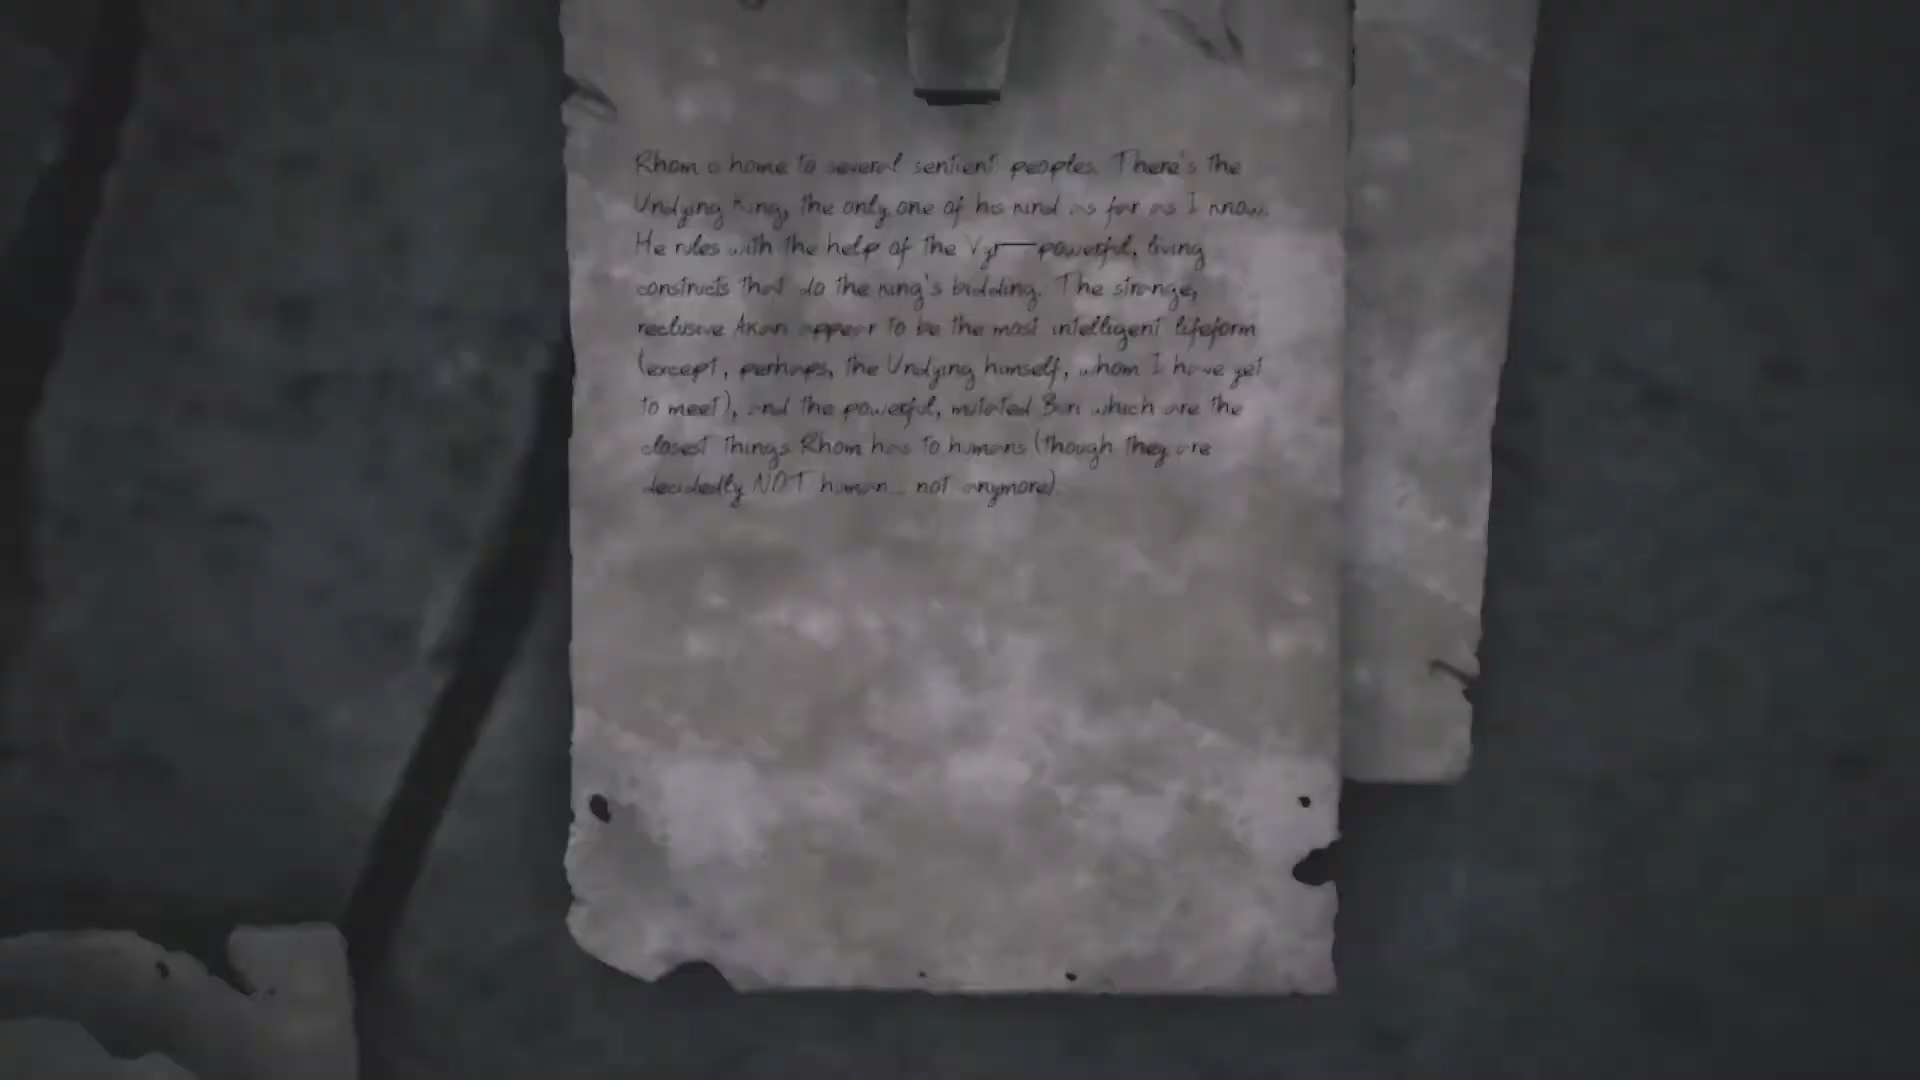 Rhom is home to several sentient peoples. There's the
Undying King, the only one of his kind as far as I know.
He rules with the help of the Vyr—powerful, living
constructs that do the king's bidding. The strange,
reclusive Akari appear to be the most intelligent lifeform
(except, perhaps, the Undying himself, whom I have yet
to meet), and the powerful, mutated Buri which are the
closest things Rhom has to humans (though they are
decidedly NOT human... not anymore).